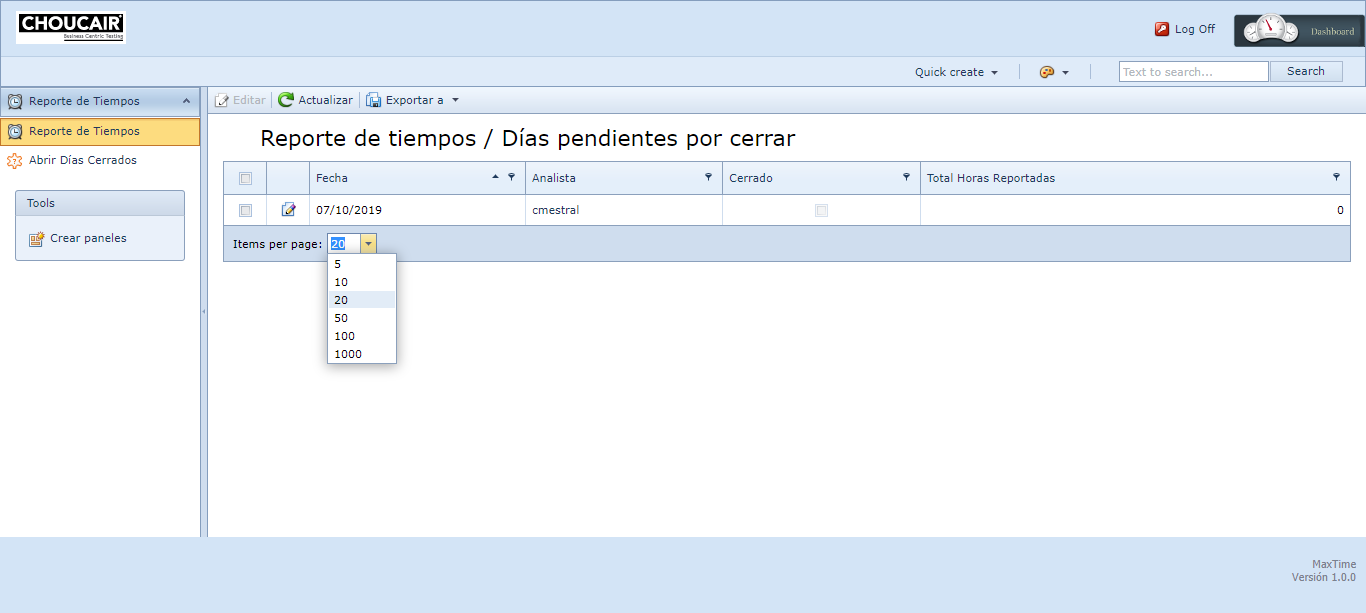 CHOUCAIR
Business Centric Testing
Log Off
Dashboard
Quick create
Text to search...
Search
Reporte de Tiempos
Editar
Actualizar
Exportar a
Reporte de Tiempos
Abrir Días Cerrados
Tools
Crear paneles
Reporte de tiempos / Días pendientes por cerrar
Fecha
Analista
Cerrado
Total Horas Reportadas
07/10/2019
cmestral
0
Items per page:
20
5
10
20
50
100
1000
MaxTime
Versión 1.0.0